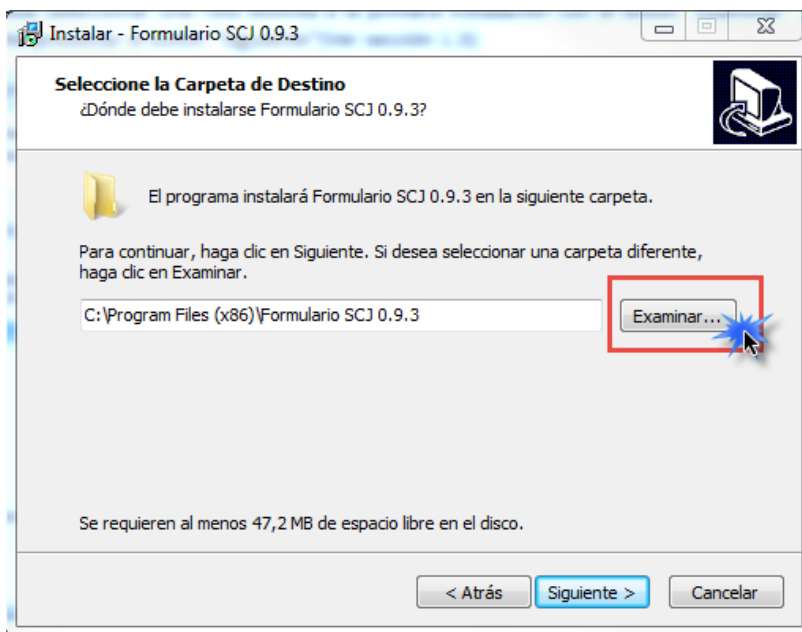 Instalar - Formulario SCJ 0.9.3
Seleccione la Carpeta de Destino
¿Dónde debe instalarse Formulario SCJ 0.9.3?
El programa instalará Formulario SCJ 0.9.3 en la siguiente carpeta.
Para continuar, haga clic en Siguiente. Si desea seleccionar una carpeta diferente,
haga clic en Examinar.
C:\Program Files (x86)\Formulario SCJ 0.9.3
Examinar...
Se requieren al menos 47,2 MB de espacio libre en el disco.
< Atrás
Siguiente >
Cancelar